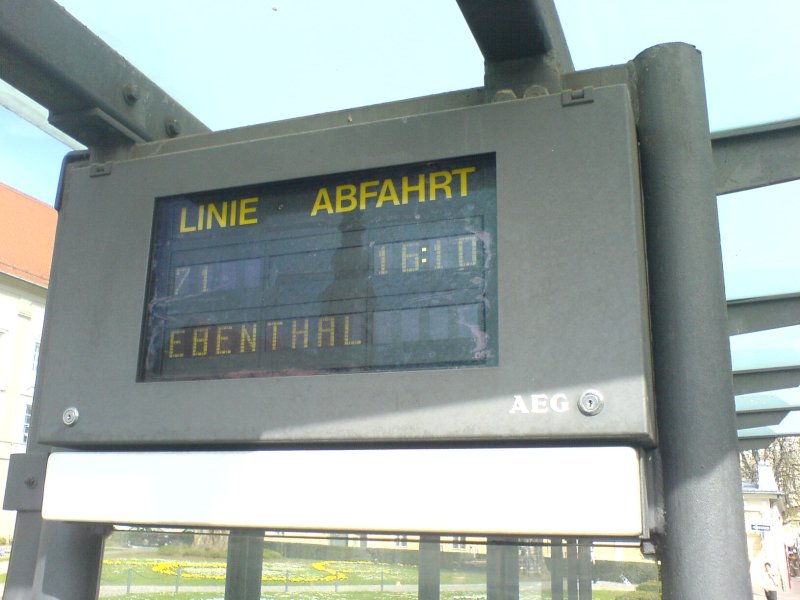 LINIE ABFAHRT
71 16:10
EBENTHAL
AEG